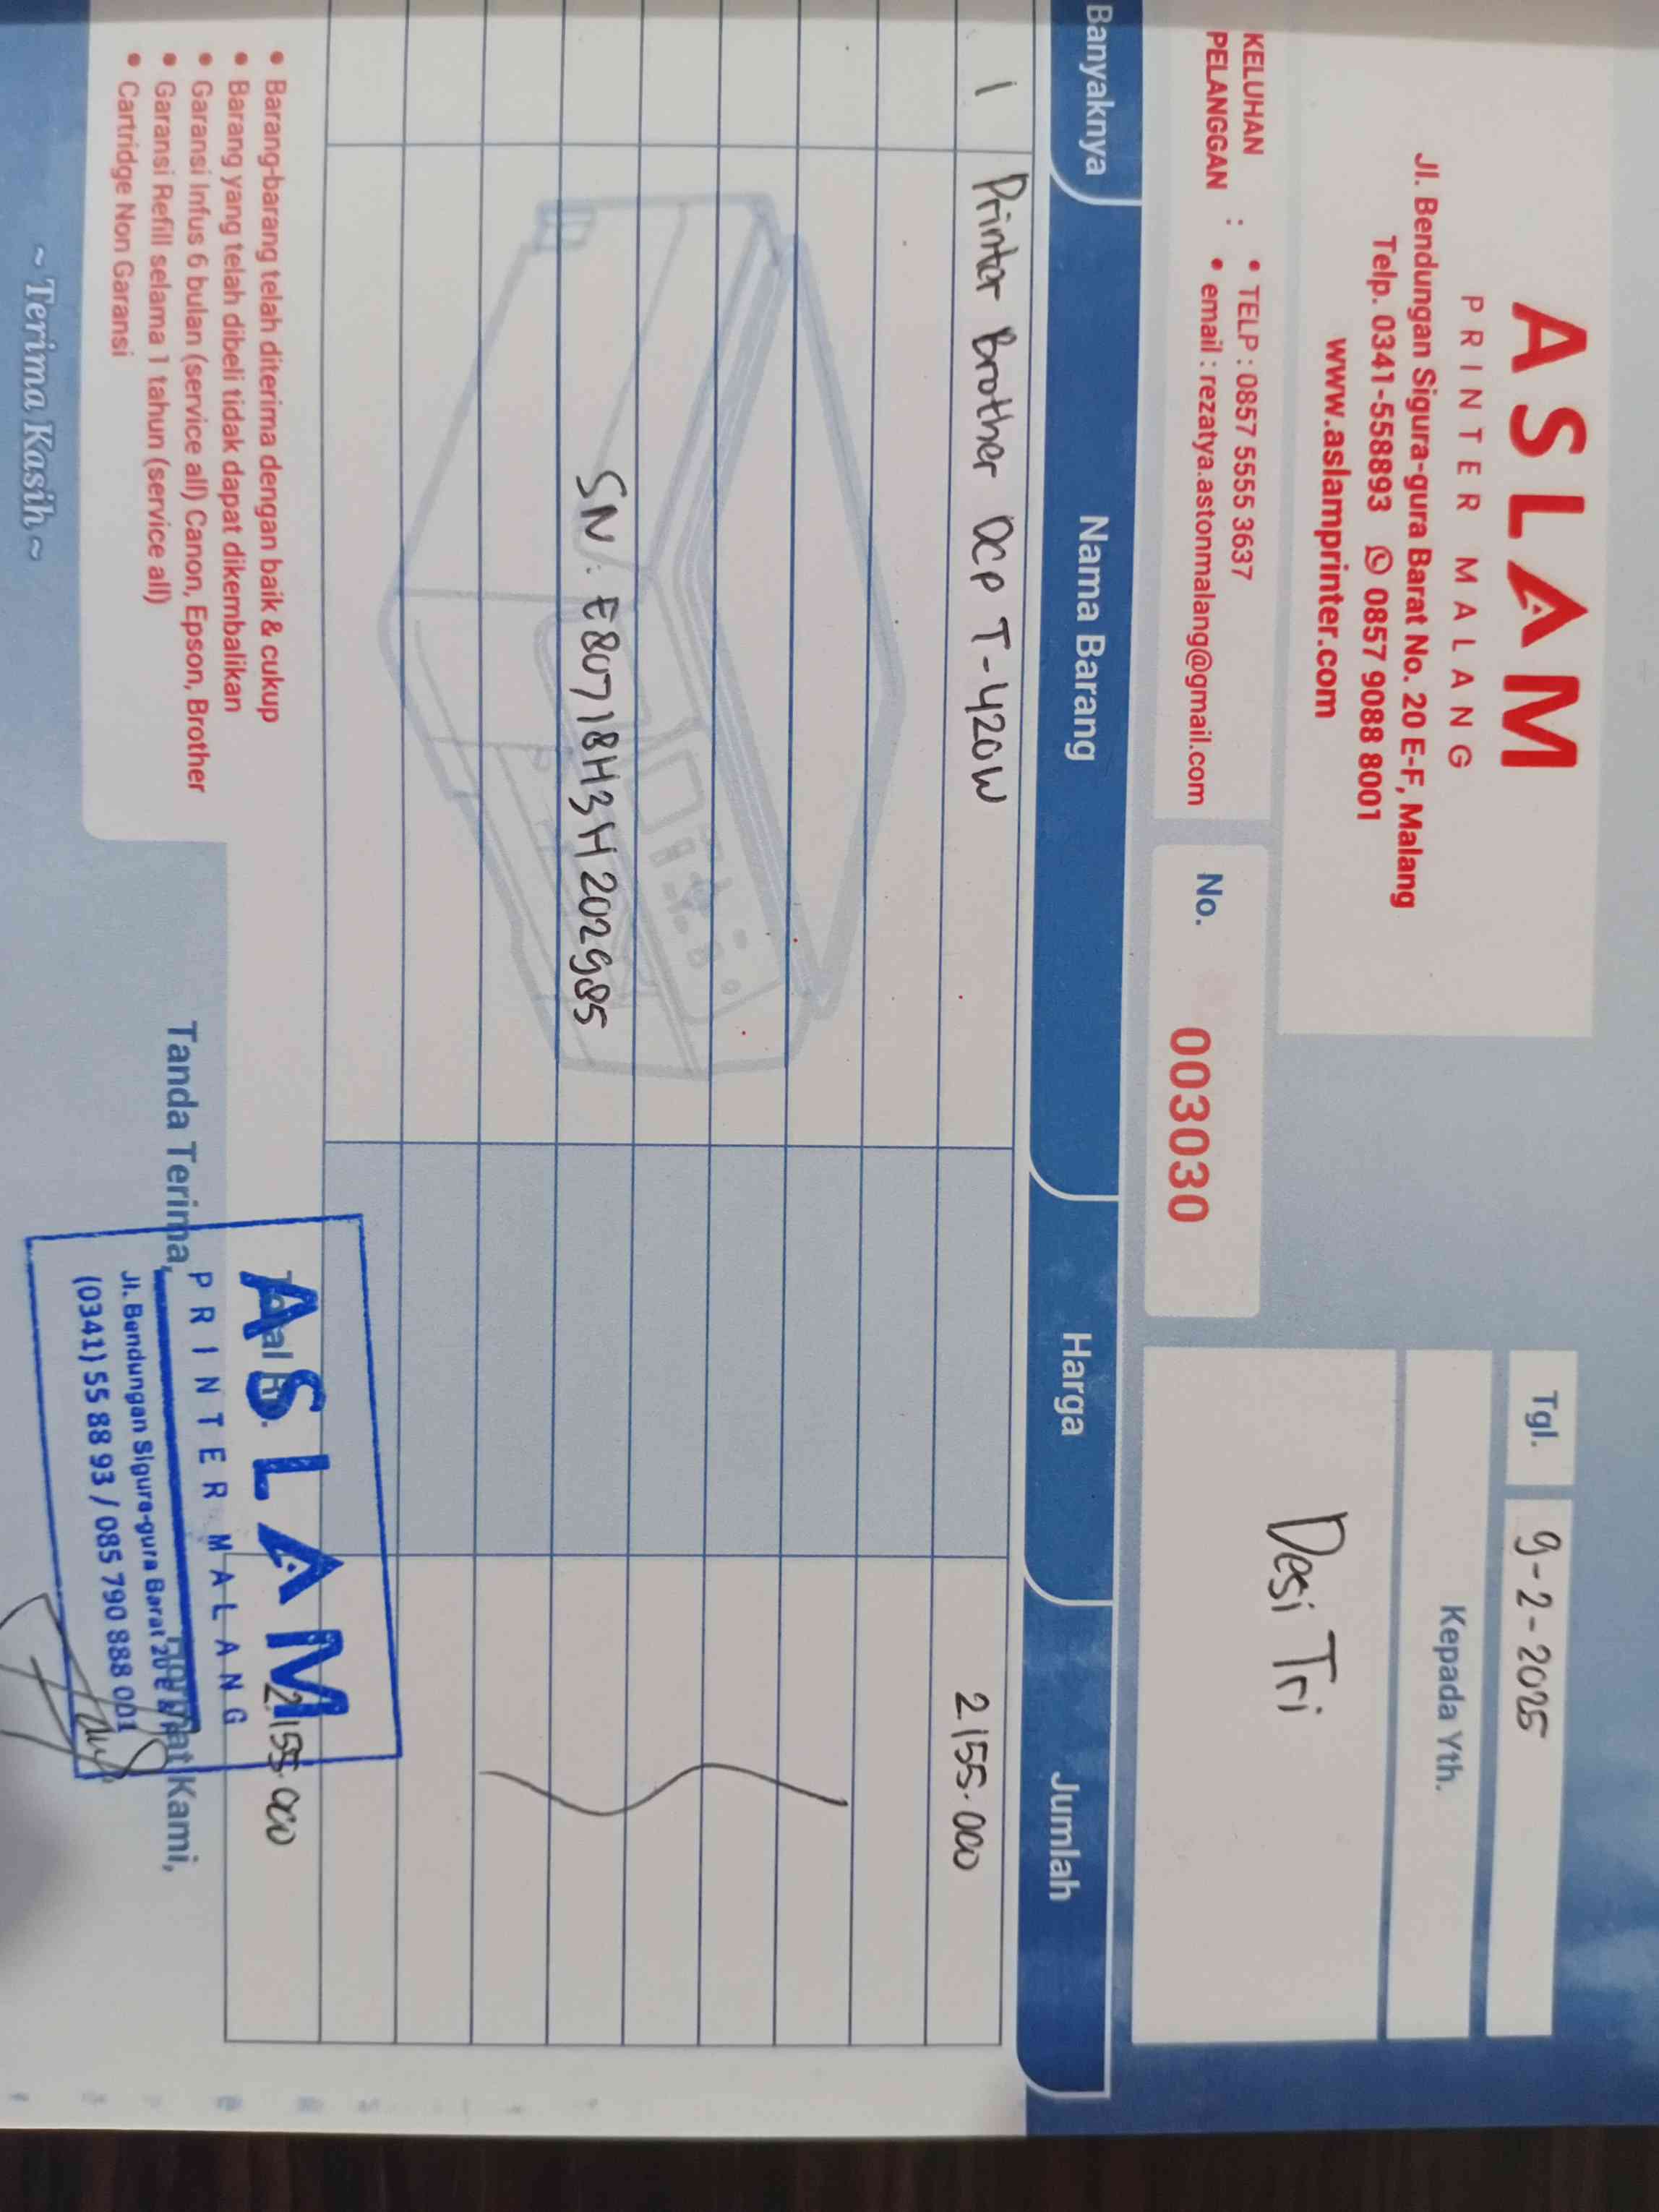 ASLAM
PRINTER MALANG
Jl. Bendungan Sigura-gura Barat No. 20 E-F, Malang
Telp. 0341-558893 0857 9088 8001
www.aslamprinter.com
Tgl. 9-2-2025
Kepada Yth.
Desi Tri
KELUHAN PELANGGAN :
• TELP : 0857 5555 3637
• email : rezatya.astonmalang@gmail.com
No. 003030
Banyaknya Nama Barang Harga Jumlah
1 Printer Brother DCP T-420W 2155.000
SN : E80718H3H202985
Total Rp. 2155.000
• Barang-barang telah diterima dengan baik & cukup
• Barang yang telah dibeli tidak dapat dikembalikan
• Garansi Infus 6 bulan (service all) Canon, Epson, Brother
• Garansi Refill selama 1 tahun (service all)
• Cartridge Non Garansi
~ Terima Kasih ~
Tanda Terima,
Hormat Kami,
ASLAM
PRINTER MALANG
Jl. Bendungan Sigura-gura Barat 20 E
(0341) 55 88 93 / 085 790 888 001